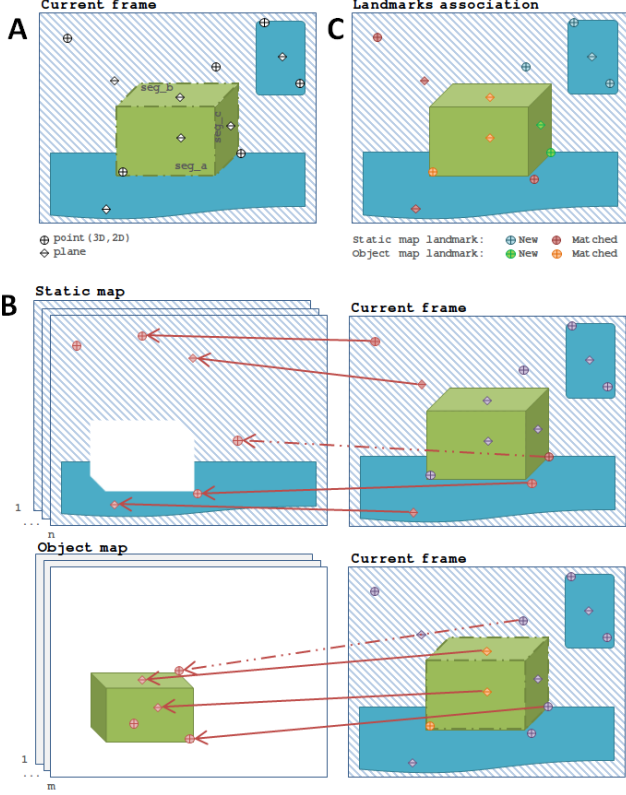 Current frame
A
seg_b
seg_c
seg_a
point(3D,2D)
plane
Landmarks association
C
Static map landmark: New Matched
Object map landmark: New Matched
B
Static map
Current frame
1
...
n
Object map
Current frame
1
...
m